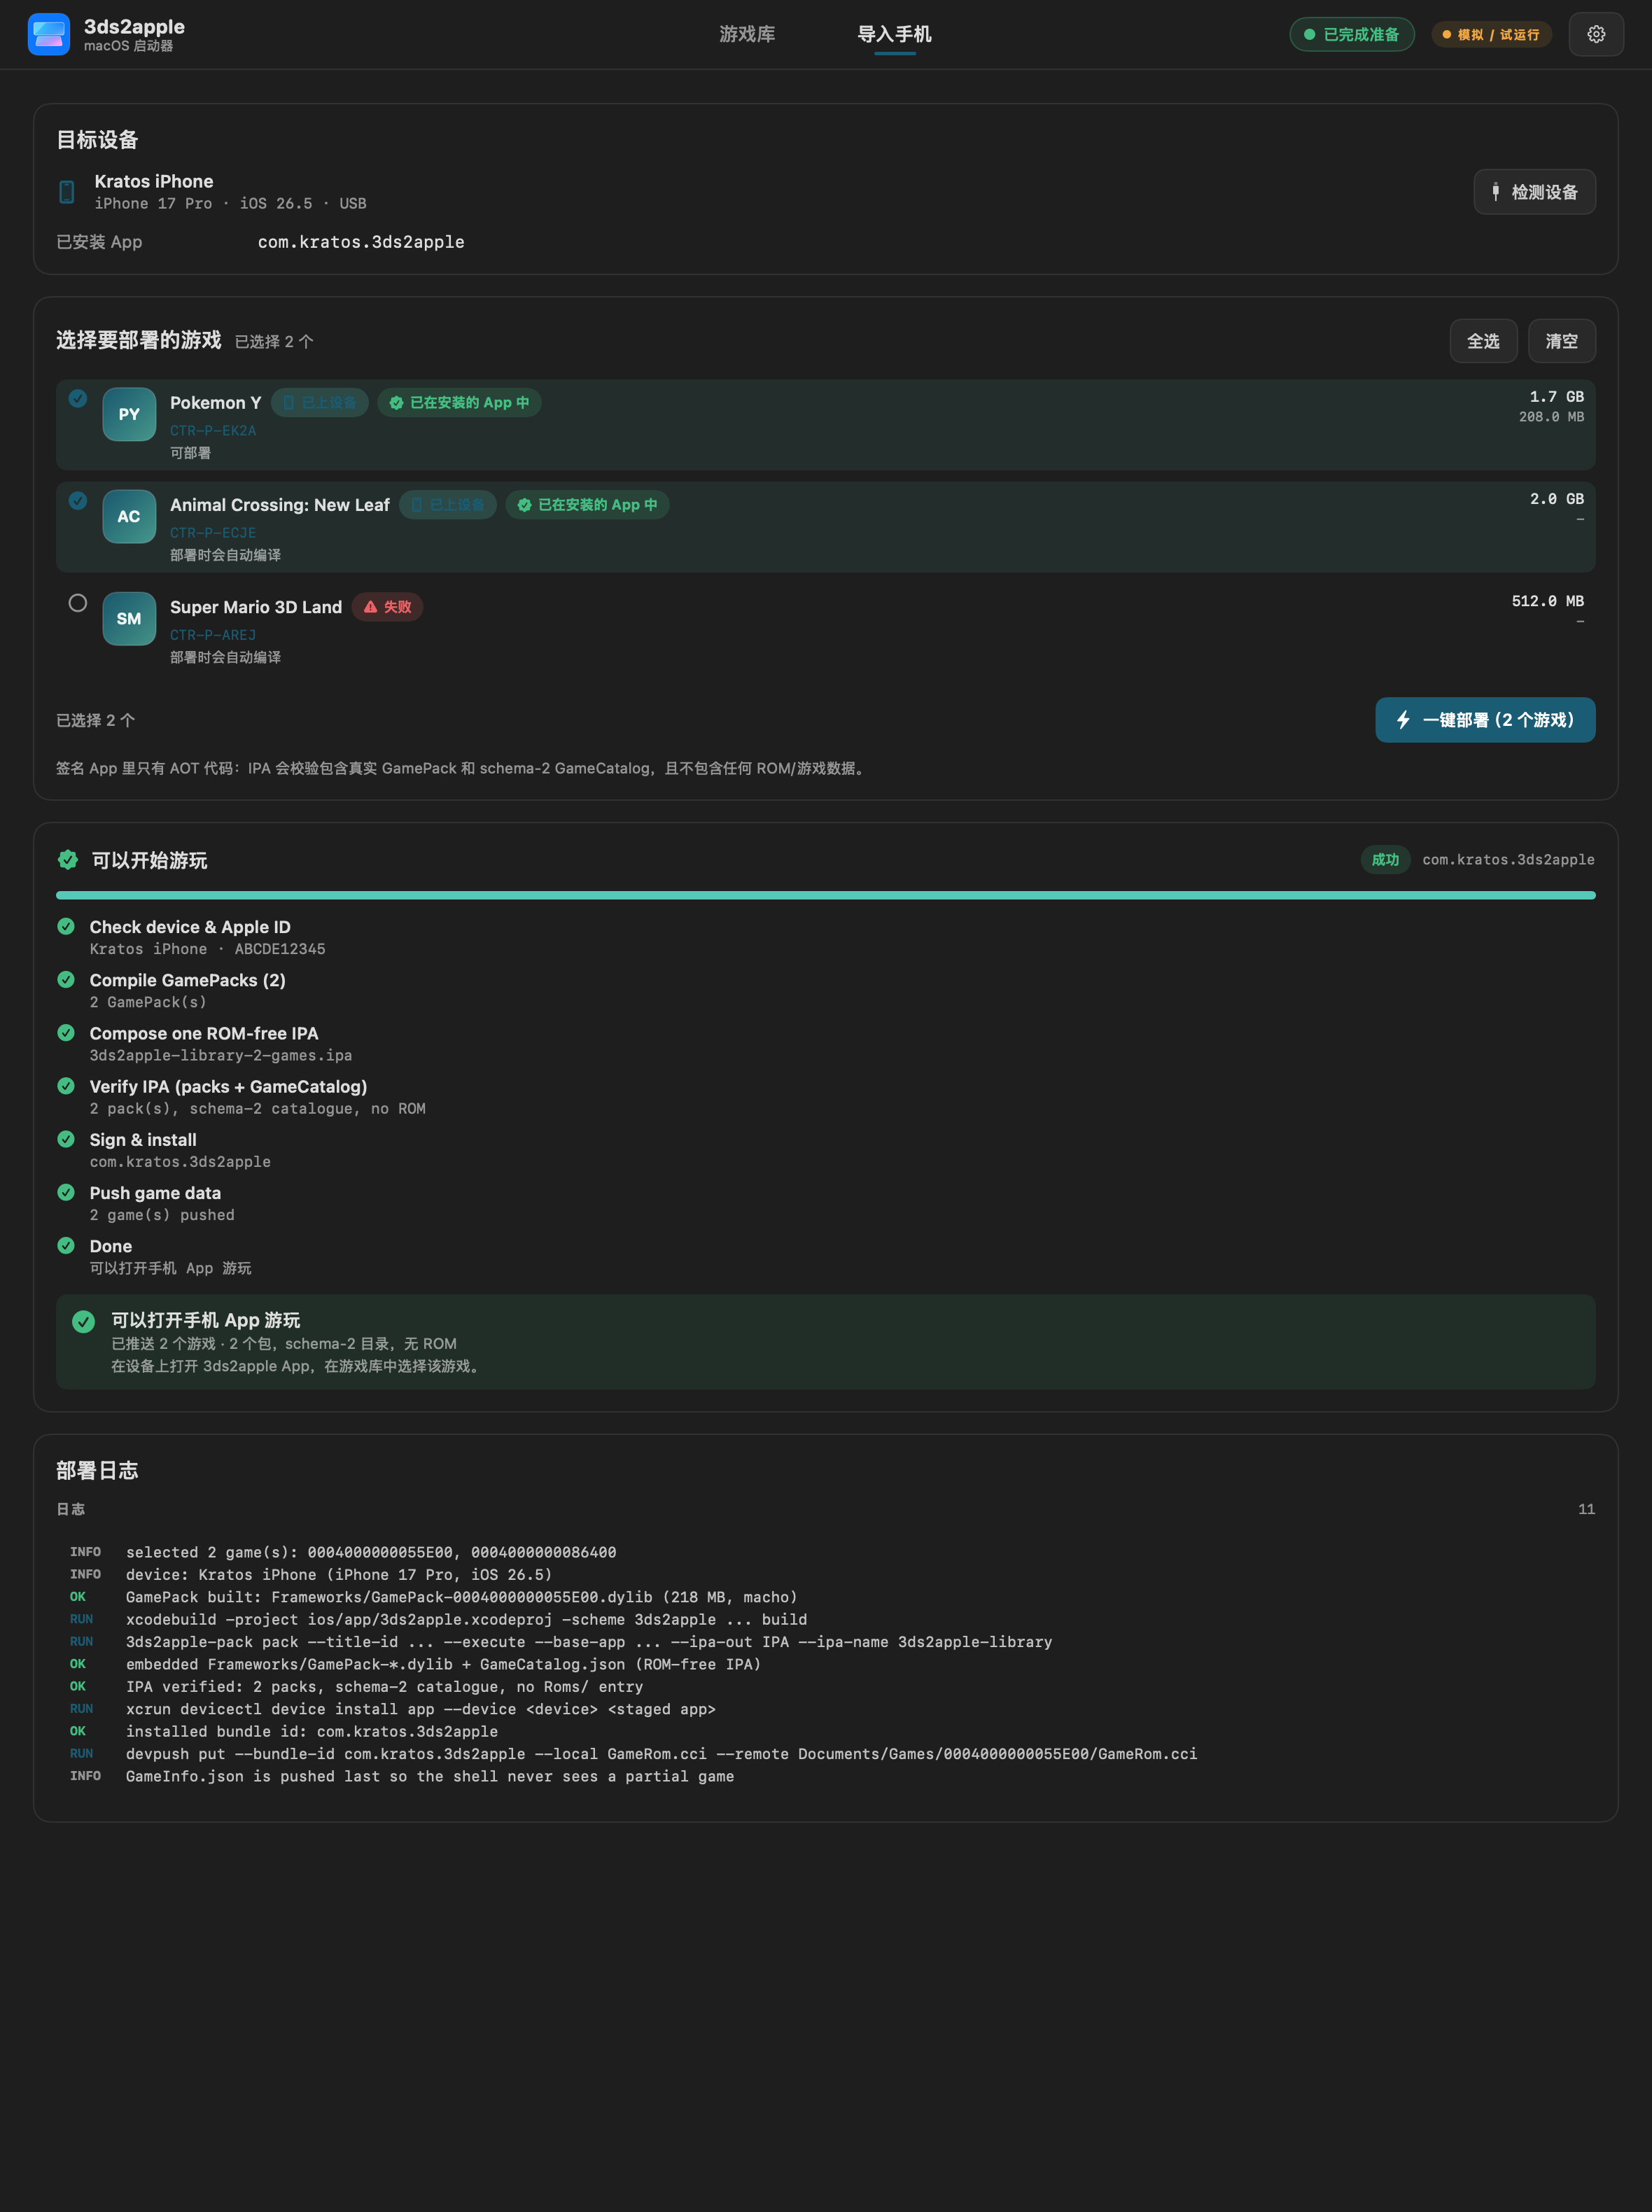 3ds2apple
macOS 启动器
游戏库
导入手机
已完成准备
模拟 / 试运行
目标设备
Kratos iPhone
iPhone 17 Pro · iOS 26.5 · USB
检测设备
已安装 App
com.kratos.3ds2apple
选择要部署的游戏 已选择 2 个
全选
清空
PY
Pokemon Y 已上设备 已在安装的 App 中
1.7 GB
CTR-P-EK2A
208.0 MB
可部署
AC
Animal Crossing: New Leaf 已上设备 已在安装的 App 中
2.0 GB
–
CTR-P-ECJE
部署时会自动编译
SM
Super Mario 3D Land 失败
512.0 MB
–
CTR-P-AREJ
部署时会自动编译
已选择 2 个
一键部署 (2 个游戏)
签名 App 里只有 AOT 代码：IPA 会校验包含真实 GamePack 和 schema-2 GameCatalog，且不包含任何 ROM/游戏数据。
可以开始游玩
成功 com.kratos.3ds2apple
Check device & Apple ID
Kratos iPhone · ABCDE12345
Compile GamePacks (2)
2 GamePack(s)
Compose one ROM-free IPA
3ds2apple-library-2-games.ipa
Verify IPA (packs + GameCatalog)
2 pack(s), schema-2 catalogue, no ROM
Sign & install
com.kratos.3ds2apple
Push game data
2 game(s) pushed
Done
可以打开手机 App 游玩
可以打开手机 App 游玩
已推送 2 个游戏 · 2 个包，schema-2 目录，无 ROM
在设备上打开 3ds2apple App，在游戏库中选择该游戏。
部署日志
日志
11
INFO selected 2 game(s): 0004000000055E00, 0004000000086400
INFO device: Kratos iPhone (iPhone 17 Pro, iOS 26.5)
OK GamePack built: Frameworks/GamePack-0004000000055E00.dylib (218 MB, macho)
RUN xcodebuild -project ios/app/3ds2apple.xcodeproj -scheme 3ds2apple ... build
RUN 3ds2apple-pack pack --title-id ... --execute --base-app ... --ipa-out IPA --ipa-name 3ds2apple-library
OK embedded Frameworks/GamePack-*.dylib + GameCatalog.json (ROM-free IPA)
OK IPA verified: 2 packs, schema-2 catalogue, no Roms/ entry
RUN xcrun devicectl device install app --device <device> <staged app>
OK installed bundle id: com.kratos.3ds2apple
RUN devpush put --bundle-id com.kratos.3ds2apple --local GameRom.cci --remote Documents/Games/0004000000055E00/GameRom.cci
INFO GameInfo.json is pushed last so the shell never sees a partial game